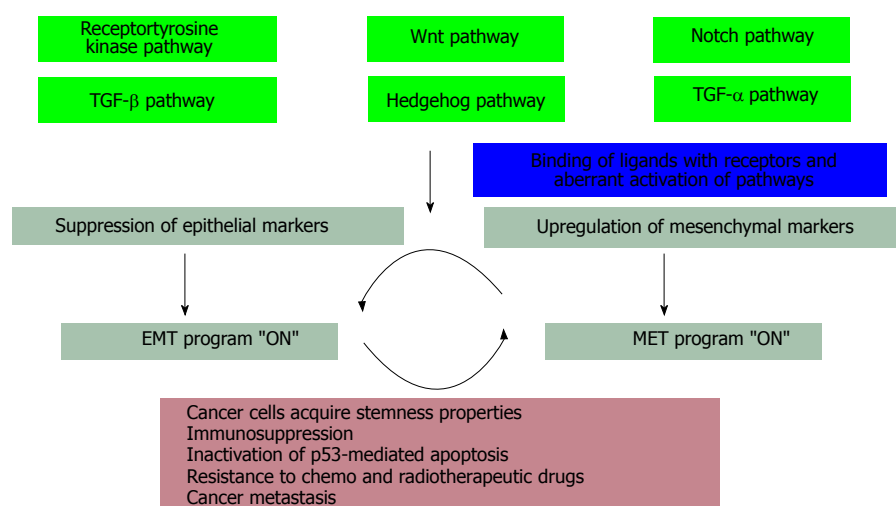 Receptortyrosine
kinase pathway
Wnt pathway
Notch pathway
TGF-β pathway
Hedgehog pathway
TGF-α pathway
Binding of ligands with receptors and
aberrant activation of pathways
Suppression of epithelial markers
Upregulation of mesenchymal markers
EMT program "ON"
MET program "ON"
Cancer cells acquire stemness properties
Immunosuppression
Inactivation of p53-mediated apoptosis
Resistance to chemo and radiotherapeutic drugs
Cancer metastasis